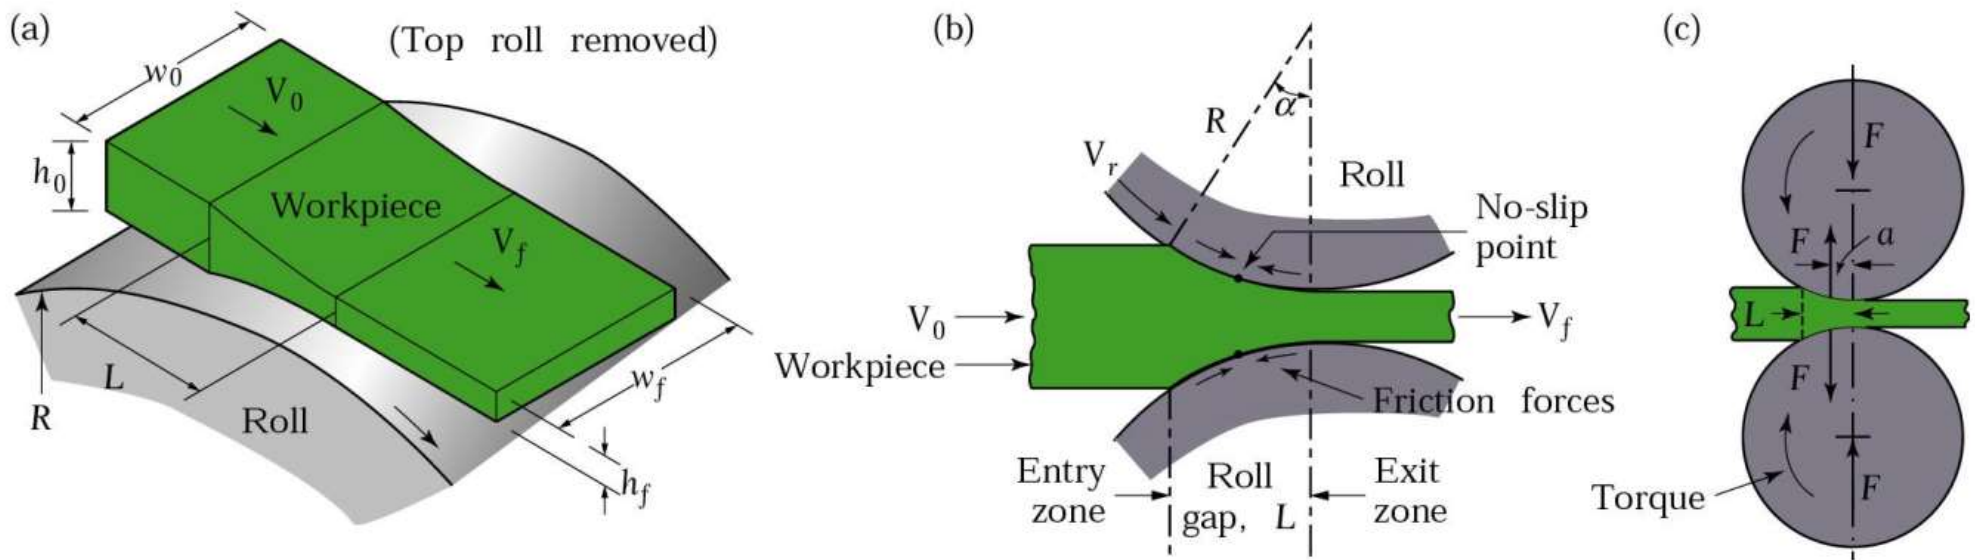 (a)
(Top roll removed)
w0
V0
h0
Workpiece
Vf
L
R
Roll
wf
hf
(b)
R
α
Vr
Roll
No-slip
point
V0
Vf
Workpiece
Friction forces
Entry
zone
Roll
gap, L
Exit
zone
(c)
F
F
a
L
F
Torque
F